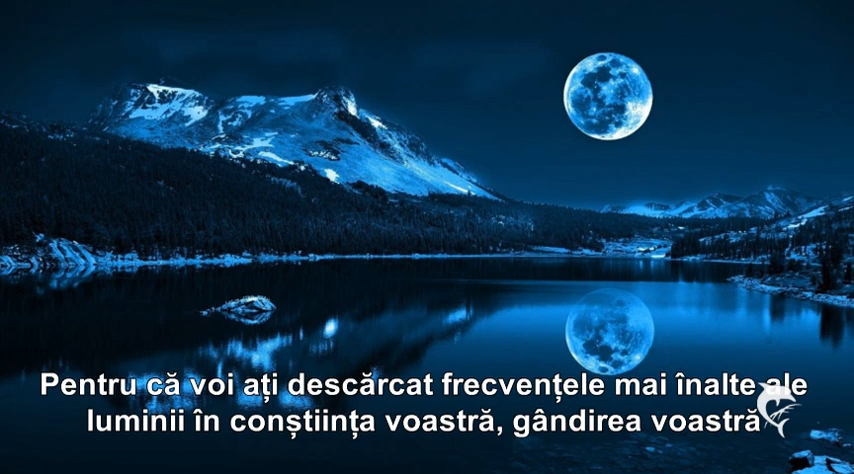 Pentru că voi ați descărcat frecvențele mai înalte ale
luminii în conștiința voastră, gândirea voastră